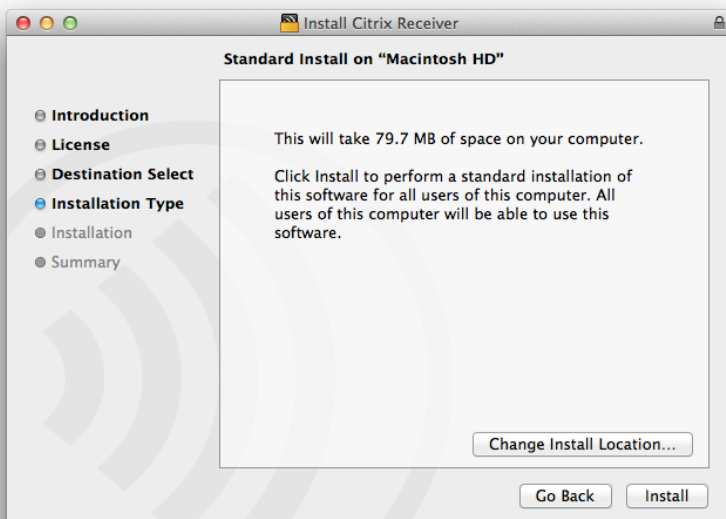 Install Citrix Receiver
Standard Install on “Macintosh HD”
Introduction
License
Destination Select
Installation Type
Installation
Summary
This will take 79.7 MB of space on your computer.
Click Install to perform a standard installation of
this software for all users of this computer. All
users of this computer will be able to use this
software.
Change Install Location...
Go Back
Install